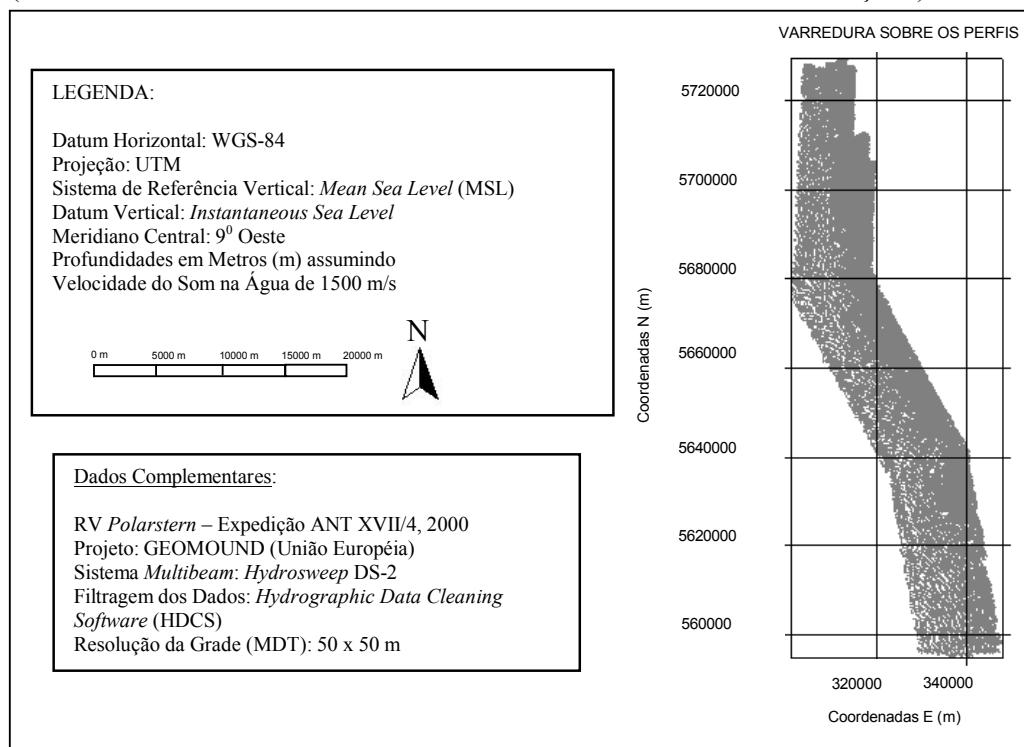 LEGENDA:
Datum Horizontal: WGS-84
Projeção: UTM
Sistema de Referência Vertical: Mean Sea Level (MSL)
Datum Vertical: Instantaneous Sea Level
Meridiano Central: 9⁰ Oeste
Profundidades em Metros (m) assumindo
Velocidade do Som na Água de 1500 m/s
0 m 5000 m 10000 m 15000 m 20000 m
N
Dados Complementares:
RV Polarstern – Expedição ANT XVII/4, 2000
Projeto: GEOMOUND (União Européia)
Sistema Multibeam: Hydrosweep DS-2
Filtragem dos Dados: Hydrographic Data Cleaning
Software (HDCS)
Resolução da Grade (MDT): 50 x 50 m
VARREDURA SOBRE OS PERFIS
5720000
5700000
5680000
5660000
5640000
5620000
560000
Coordenadas N (m)
320000 340000
Coordenadas E (m)